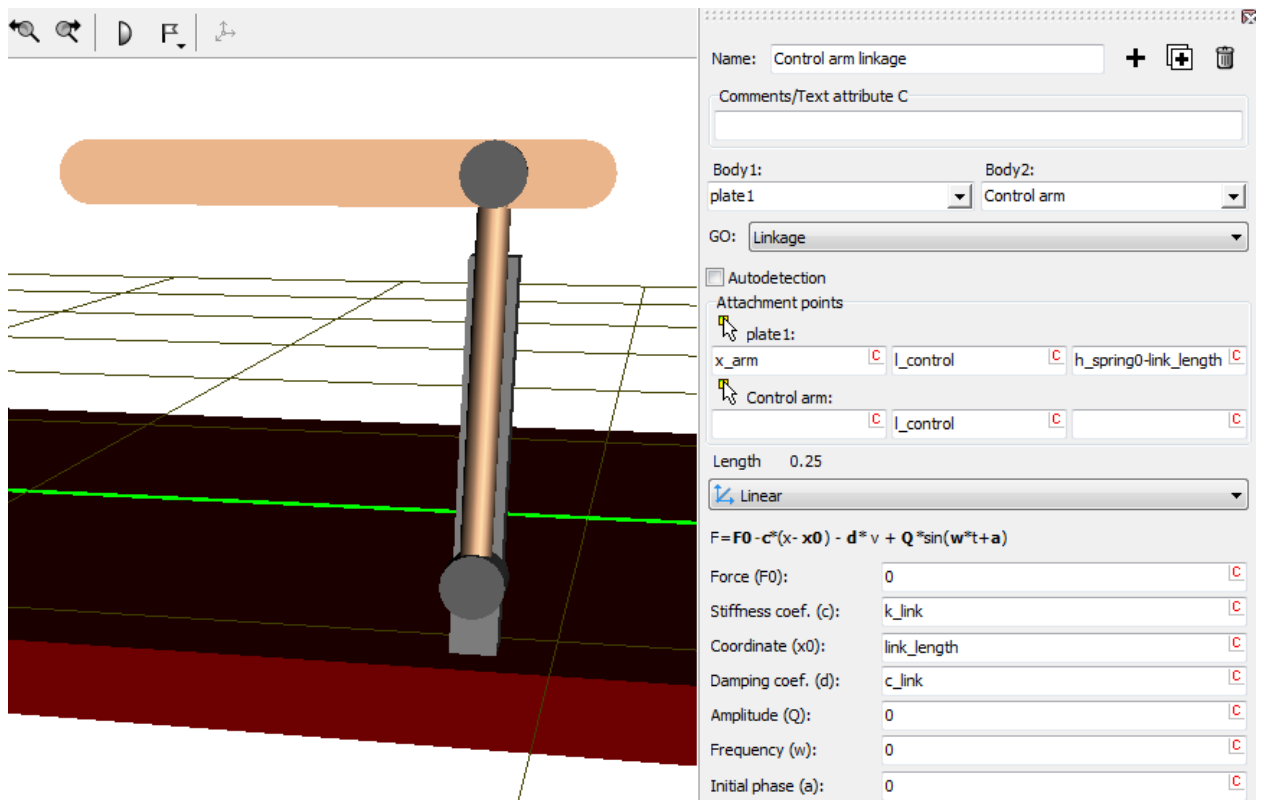 Name: Control arm linkage
Comments/Text attribute C
Body1: Body2:
plate1 Control arm
GO: Linkage
Autodetection
Attachment points
plate1:
x_arm C l_control C h_spring0-link_length C
Control arm:
C l_control C C
Length 0.25
Linear
F=F0-c*(x-x0) - d* v + Q*sin(w*t+a)
Force (F0): 0 C
Stiffness coef. (c): k_link C
Coordinate (x0): link_length C
Damping coef. (d): c_link C
Amplitude (Q): 0 C
Frequency (w): 0 C
Initial phase (a): 0 C